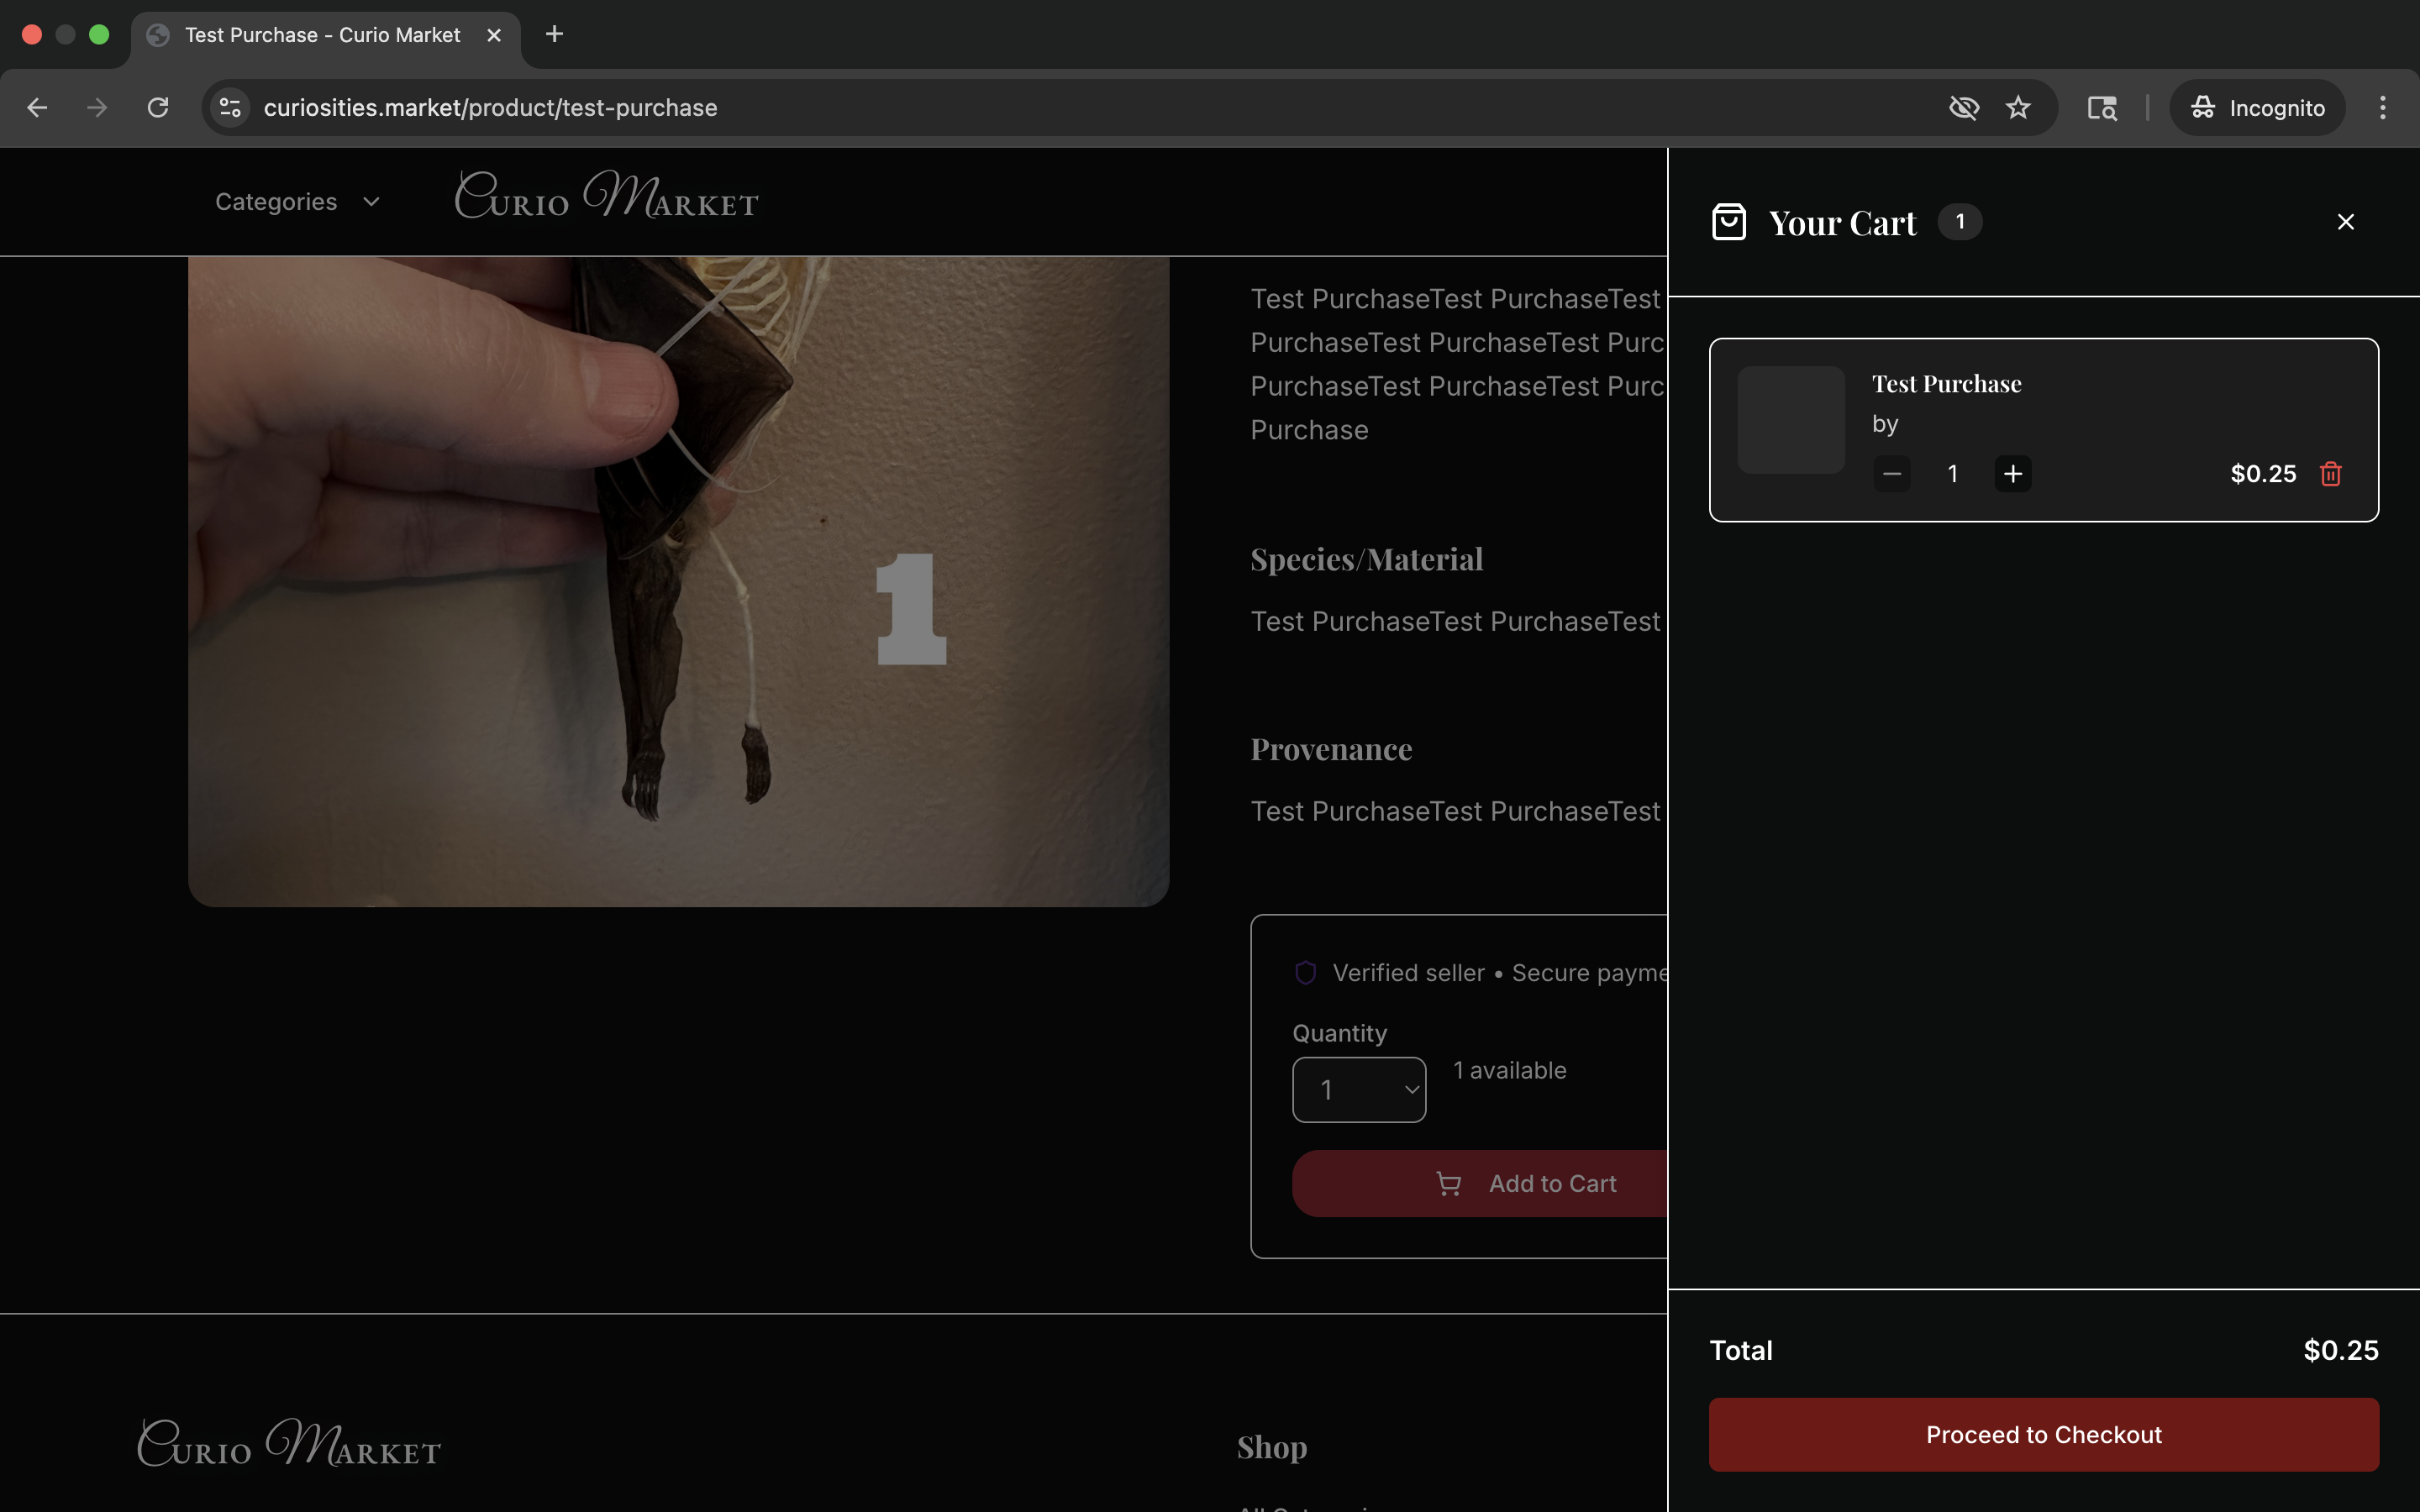 Test Purchase - Curio Market
curiosities.market/product/test-purchase
Incognito
Categories
Curio Market
Your Cart 1
Test PurchaseTest PurchaseTest
PurchaseTest PurchaseTest Purc
PurchaseTest PurchaseTest Purc
Purchase
Species/Material
Test PurchaseTest PurchaseTest
Provenance
Test PurchaseTest PurchaseTest
1
Verified seller • Secure payme
Quantity
1
1 available
Add to Cart
Test Purchase
by
1
$0.25
Total
$0.25
Proceed to Checkout
Curio Market
Shop